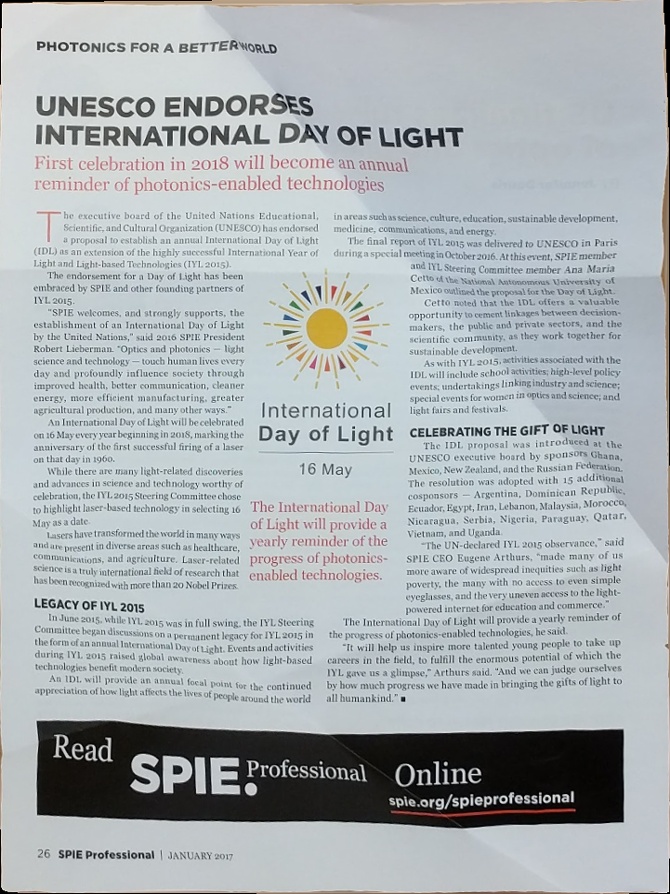 PHOTONICS FOR A BETTER WORLD
UNESCO ENDORSES
INTERNATIONAL DAY OF LIGHT
First celebration in 2018 will become an annual
reminder of photonics-enabled technologies
The executive board of the United Nations Educational,
Scientific, and Cultural Organization (UNESCO) has endorsed
a proposal to establish an annual International Day of Light
(IDL) as an extension of the highly successful International Year of
Light and Light-based Technologies (IYL 2015).
The endorsement for a Day of Light has been
embraced by SPIE and other founding partners of
IYL 2015.
“SPIE welcomes, and strongly supports, the
establishment of an International Day of Light
by the United Nations,” said 2016 SPIE President
Robert Lieberman. “Optics and photonics — light
science and technology — touch human lives every
day and profoundly influence society through
improved health, better communication, cleaner
energy, more efficient manufacturing, greater
agricultural production, and many other ways.”
An International Day of Light will be celebrated
on 16 May every year beginning in 2018, marking the
anniversary of the first successful firing of a laser
on that day in 1960.
While there are many light-related discoveries
and advances in science and technology worthy of
celebration, the IYL 2015 Steering Committee chose
to highlight laser-based technology in selecting 16
May as a date.
Lasers have transformed the world in many ways
and are present in diverse areas such as healthcare,
communications, and agriculture. Laser-related
science is a truly international field of research that
has been recognized with more than 20 Nobel Prizes.
LEGACY OF IYL 2015
In June 2015, while IYL 2015 was in full swing, the IYL Steering
Committee began discussions on a permanent legacy for IYL 2015 in
the form of an annual International Day of Light. Events and activities
during IYL 2015 raised global awareness about how light-based
technologies benefit modern society.
An IDL will provide an annual focal point for the continued
appreciation of how light affects the lives of people around the world
International
Day of Light
16 May
The International Day
of Light will provide a
yearly reminder of the
progress of photonics-
enabled technologies.
in areas such as science, culture, education, sustainable development,
medicine, communications, and energy.
The final report of IYL 2015 was delivered to UNESCO in Paris
during a special meeting in October 2016. At this event, SPIE member
and IYL Steering Committee member Ana Maria
Cetto of the National Autonomous University of
Mexico outlined the proposal for the Day of Light.
Cetto noted that the IDL offers a valuable
opportunity to cement linkages between decision-
makers, the public and private sectors, and the
scientific community, as they work together for
sustainable development.
As with IYL 2015, activities associated with the
IDL will include school activities; high-level policy
events; undertakings linking industry and science;
special events for women in optics and science; and
light fairs and festivals.
CELEBRATING THE GIFT OF LIGHT
The IDL proposal was introduced at the
UNESCO executive board by sponsors Ghana,
Mexico, New Zealand, and the Russian Federation.
The resolution was adopted with 15 additional
cosponsors — Argentina, Dominican Republic,
Ecuador, Egypt, Iran, Lebanon, Malaysia, Morocco,
Nicaragua, Serbia, Nigeria, Paraguay, Qatar,
Vietnam, and Uganda.
“The UN-declared IYL 2015 observance,” said
SPIE CEO Eugene Arthurs, “made many of us
more aware of widespread inequities such as light
poverty, the many with no access to even simple
eyeglasses, and the very uneven access to the light-
powered internet for education and commerce.”
The International Day of Light will provide a yearly reminder of
the progress of photonics-enabled technologies, he said.
“It will help us inspire more talented young people to take up
careers in the field, to fulfill the enormous potential of which the
IYL gave us a glimpse,” Arthurs said. “And we can judge ourselves
by how much progress we have made in bringing the gifts of light to
all humankind.” ■
Read SPIE. Professional Online
spie.org/spieprofessional
26 SPIE Professional | JANUARY 2017